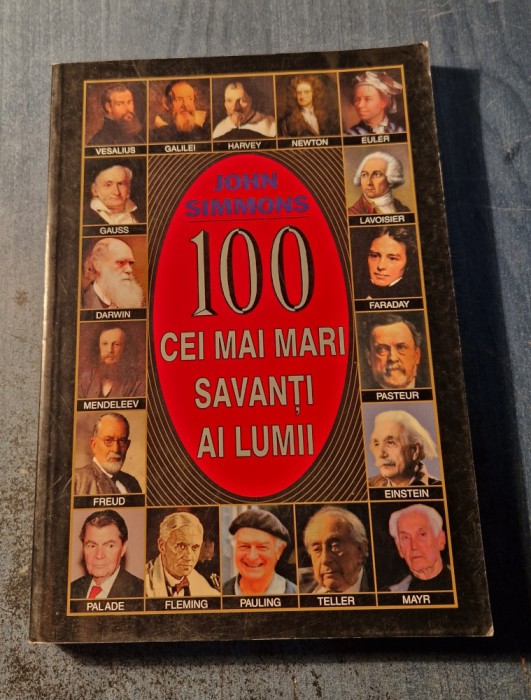 VESALIUS
GALILEI
HARVEY
NEWTON
EULER
GAUSS
LAVOISIER
DARWIN
FARADAY
MENDELEEV
PASTEUR
FREUD
EINSTEIN
JOHN
SIMMONS
100
CEI MAI MARI
SAVANȚI
AI LUMII
PALADE
FLEMING
PAULING
TELLER
MAYR